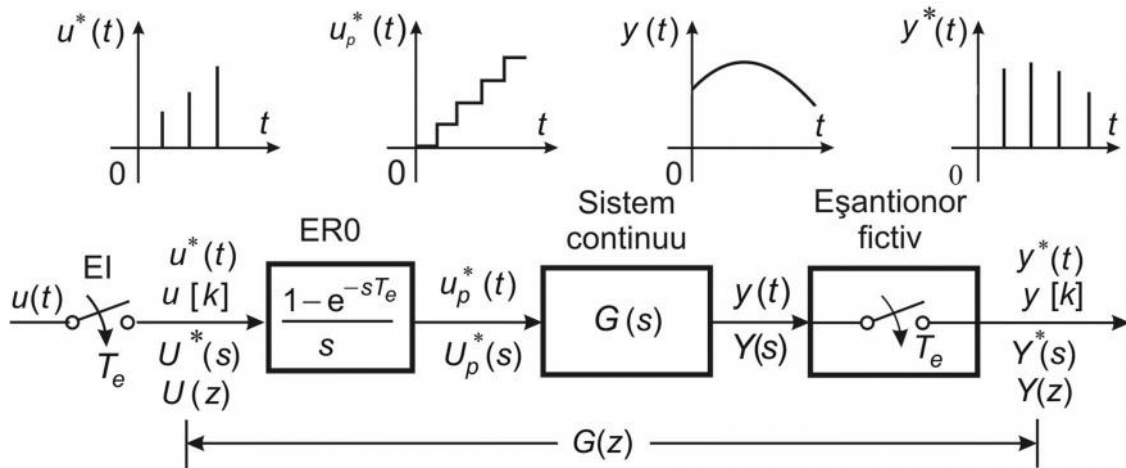 u*(t)
t
0
u_p*(t)
t
0
y(t)
t
0
y*(t)
t
0
EI
u(t)
T_e
u*(t)
u[k]
U*(s)
U(z)
ER0
1−e^{−sT_e}
s
u_p*(t)
U_p*(s)
Sistem
continuu
G(s)
y(t)
Y(s)
Eşantionor
fictiv
T_e
y*(t)
y[k]
Y*(s)
Y(z)
G(z)